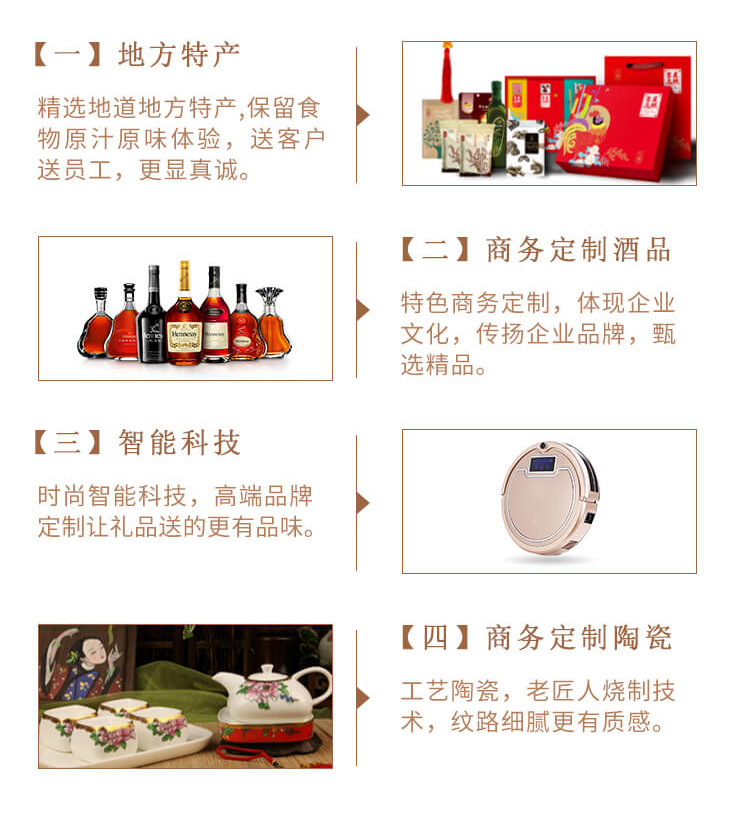 【一】地方特产
精选地道地方特产,保留食
物原汁原味体验，送客户
送员工，更显真诚。
Hennessy
【二】商务定制酒品
特色商务定制，体现企业
文化，传扬企业品牌，甄
选精品。
【三】智能科技
时尚智能科技，高端品牌
定制让礼品送的更有品味。
【四】商务定制陶瓷
工艺陶瓷，老匠人烧制技
术，纹路细腻更有质感。